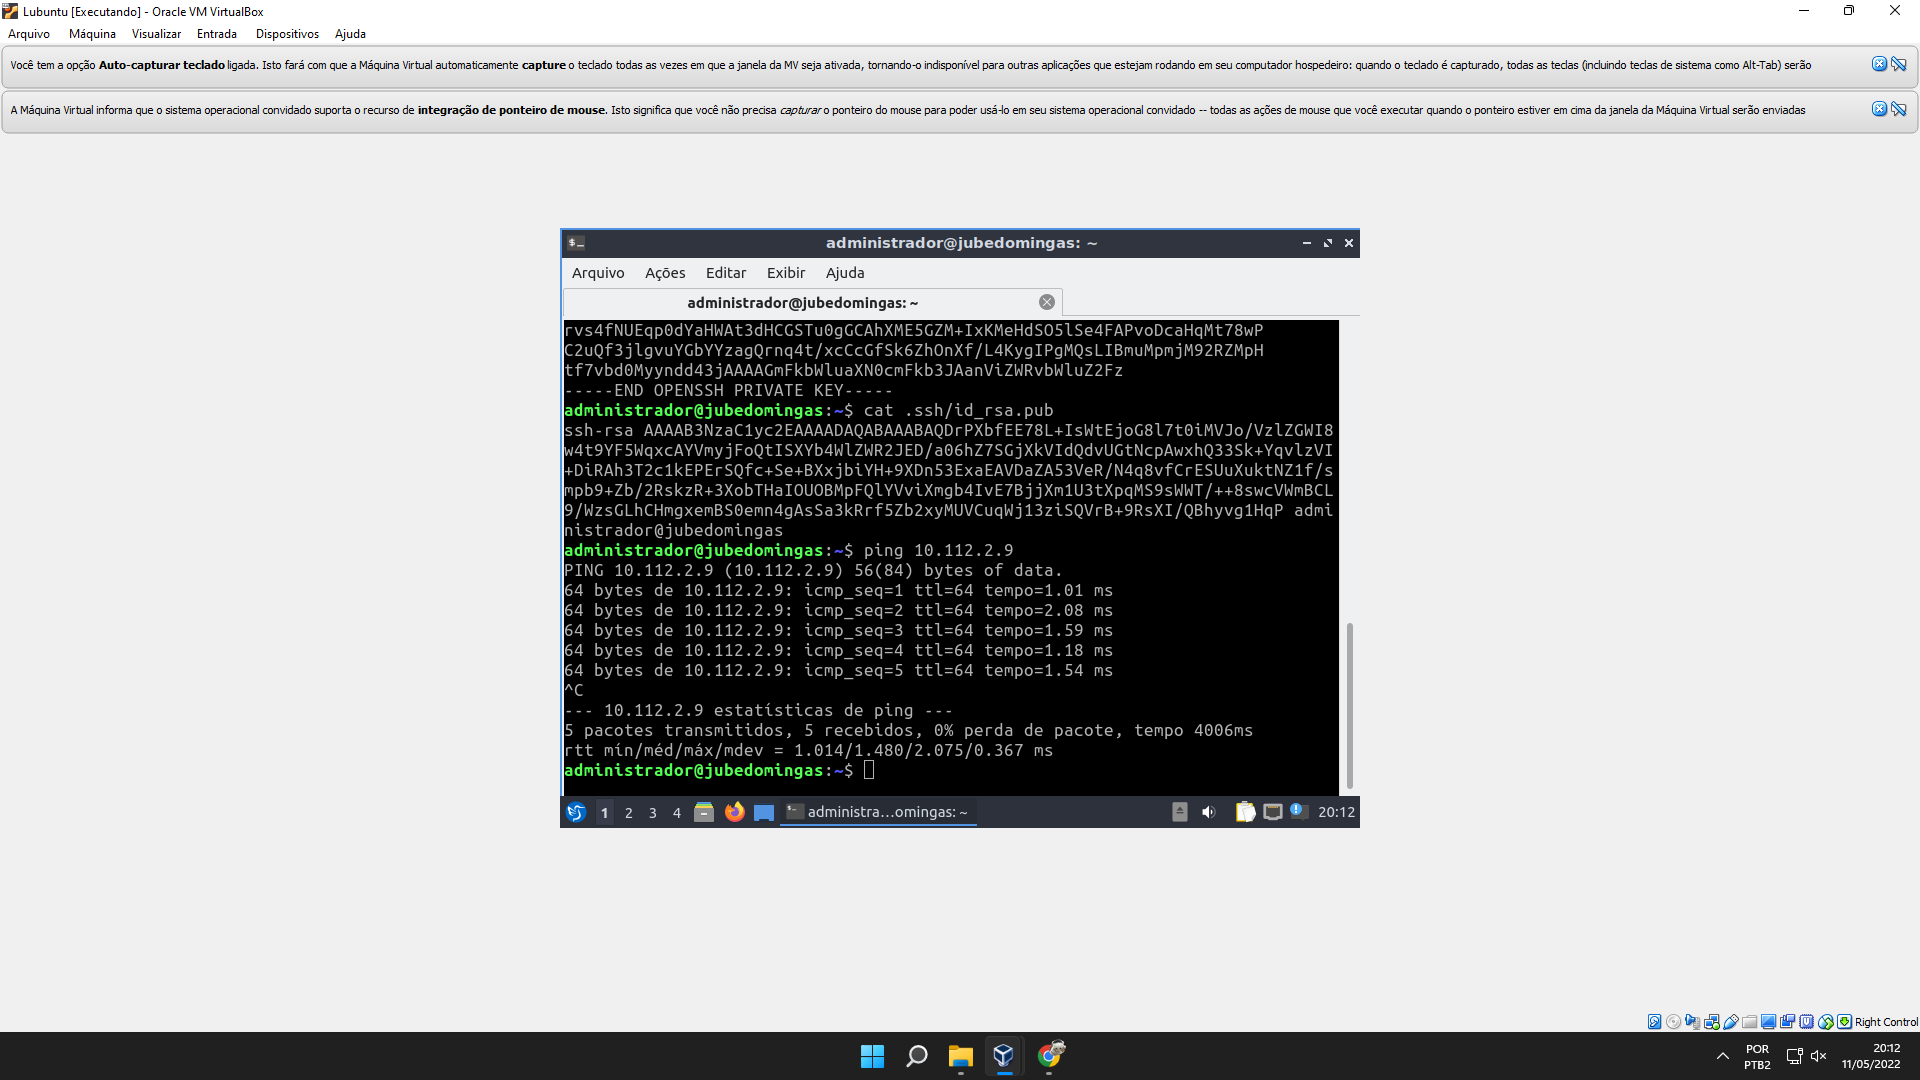 Lubuntu [Executando] - Oracle VM VirtualBox
Arquivo Máquina Visualizar Entrada Dispositivos Ajuda
Você tem a opção Auto-capturar teclado ligada. Isto fará com que a Máquina Virtual automaticamente capture o teclado todas as vezes em que a janela da MV seja ativada, tornando-o indisponível para outras aplicações que estejam rodando em seu computador hospedeiro: quando o teclado é capturado, todas as teclas (incluindo teclas de sistema como Alt-Tab) serão
A Máquina Virtual informa que o sistema operacional convidado suporta o recurso de integração de ponteiro de mouse. Isto significa que você não precisa capturar o ponteiro do mouse para poder usá-lo em seu sistema operacional convidado -- todas as ações de mouse que você executar quando o ponteiro estiver em cima da janela da Máquina Virtual serão enviadas
administrador@jubedomingas: ~
Arquivo Ações Editar Exibir Ajuda
administrador@jubedomingas: ~
rvs4fNUEqp0dYaHWAt3dHCGSTu0gGCAhXME5GZM+IxKMeHdSO5lSe4FAPvoDcaHqMt78wP
C2uQf3jlgvuYGbYYzagQrnq4t/xcCcGfSk6ZhOnXf/L4KygIPgMQsLIBmuMpmjM92RZMpH
tf7vbd0Myyndd43jAAAAGmFkbWluaXN0cmFkb3JAanViZWRvbWluZ2Fz
-----END OPENSSH PRIVATE KEY-----
administrador@jubedomingas:~$ cat .ssh/id_rsa.pub
ssh-rsa AAAAB3NzaC1yc2EAAAADAQABAAABAQDrPXbfEE78L+IsWtEjoG8l7t0iMVJo/VzlZGWI8
w4t9YF5WqxcAYVmyjFoQtISXYb4WlZWR2JED/a06hZ7SGjXkVIdQdvUGtNcpAwxhQ33Sk+YqvlzVI
+DiRAh3T2c1kEPErSQfc+Se+BXxjbiYH+9XDn53ExaEAVDaZA53VeR/N4q8vfCrESUuXuktNZ1f/s
mpb9+Zb/2RskzR+3XobTHaIOUOBMpFQlYVviXmgb4IvE7BjjXm1U3tXpqMS9sWWT/++8swcVWmBCL
9/WzsGLhCHmgxemBS0emn4gAsSa3kRrf5Zb2xyMUVCuqWj13ziSQVrB+9RsXI/QBhyvg1HqP admi
nistrador@jubedomingas
administrador@jubedomingas:~$ ping 10.112.2.9
PING 10.112.2.9 (10.112.2.9) 56(84) bytes of data.
64 bytes de 10.112.2.9: icmp_seq=1 ttl=64 tempo=1.01 ms
64 bytes de 10.112.2.9: icmp_seq=2 ttl=64 tempo=2.08 ms
64 bytes de 10.112.2.9: icmp_seq=3 ttl=64 tempo=1.59 ms
64 bytes de 10.112.2.9: icmp_seq=4 ttl=64 tempo=1.18 ms
64 bytes de 10.112.2.9: icmp_seq=5 ttl=64 tempo=1.54 ms
^C
--- 10.112.2.9 estatísticas de ping ---
5 pacotes transmitidos, 5 recebidos, 0% perda de pacote, tempo 4006ms
rtt mín/méd/máx/mdev = 1.014/1.480/2.075/0.367 ms
administrador@jubedomingas:~$
1 2 3 4 administra...omingas: ~ 20:12
Right Control
POR
PTB2
20:12
11/05/2022